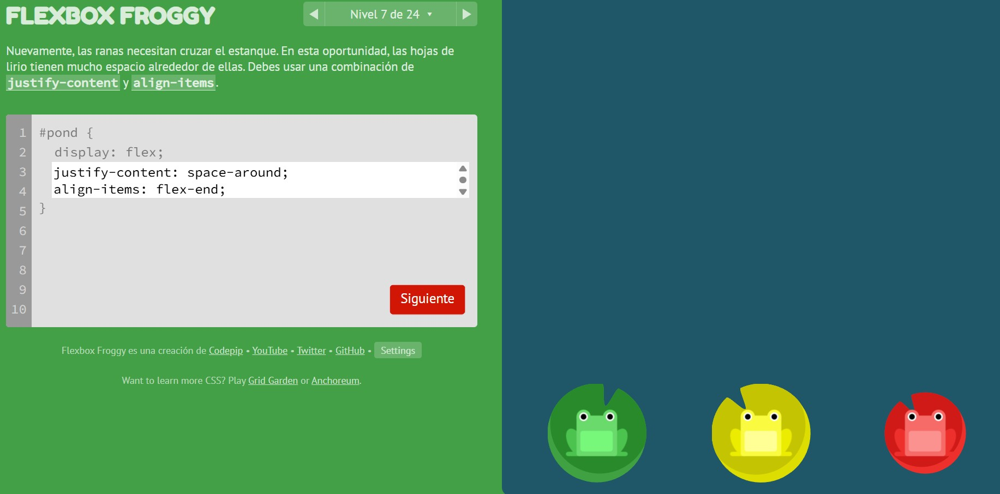 FLEXBOX FROGGY
Nivel 7 de 24
Nuevamente, las ranas necesitan cruzar el estanque. En esta oportunidad, las hojas de
lirio tienen mucho espacio alrededor de ellas. Debes usar una combinación de
justify-content y align-items.
1 #pond {
2 display: flex;
3 justify-content: space-around;
4 align-items: flex-end;
5 }
6
7
8
9
10
Siguiente
Flexbox Froggy es una creación de Codepip • YouTube • Twitter • GitHub • Settings
Want to learn more CSS? Play Grid Garden or Anchoreum.